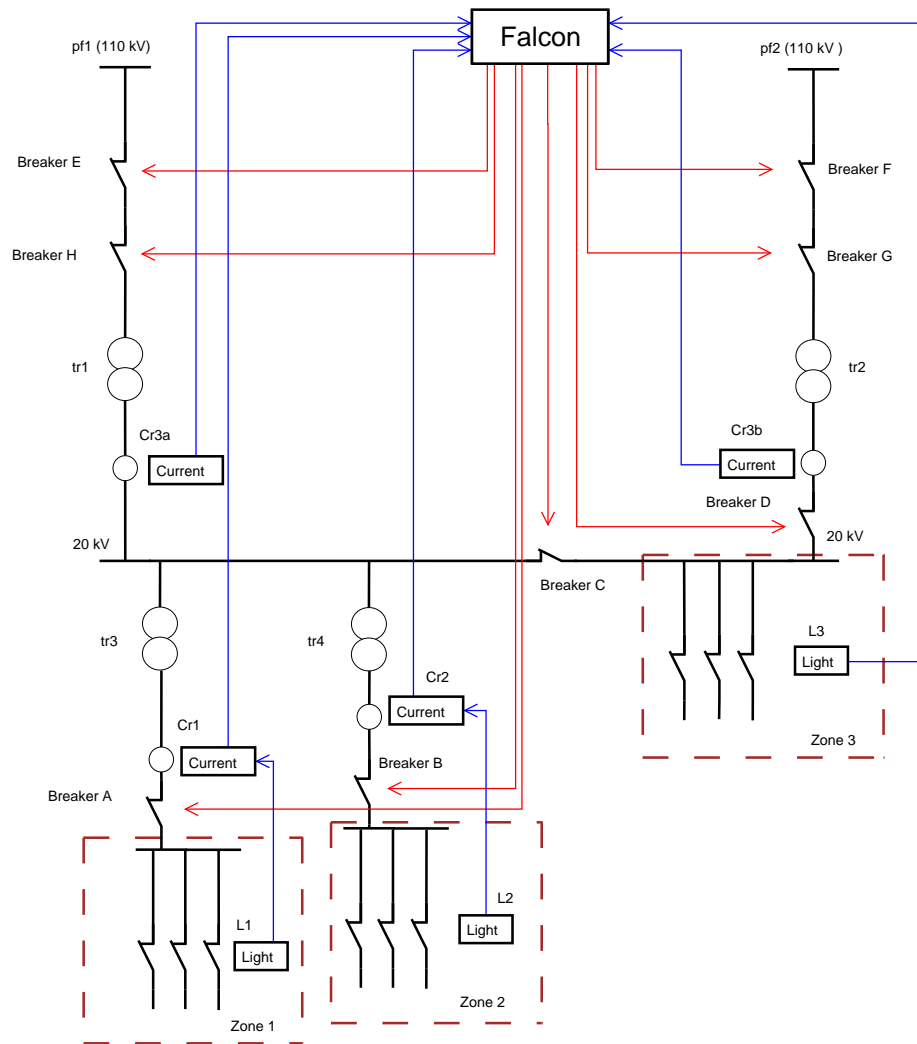 Falcon
pf1 (110 kV)
pf2 (110 kV )
Breaker E
Breaker F
Breaker H
Breaker G
tr1
tr2
Cr3a
Cr3b
Current
Current
Breaker D
20 kV
20 kV
Breaker C
tr3
tr4
L3
Light
Cr2
Current
Cr1
Current
Zone 3
Breaker B
Breaker A
L2
Light
L1
Light
Zone 2
Zone 1